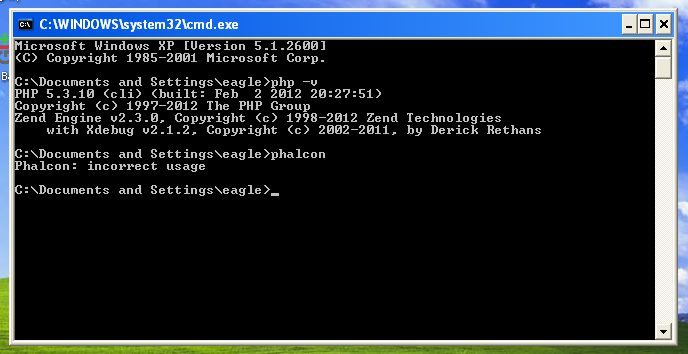 C:\WINDOWS\system32\cmd.exe
Microsoft Windows XP [Version 5.1.2600]
(C) Copyright 1985-2001 Microsoft Corp.
C:\Documents and Settings\eagle>php -v
PHP 5.3.10 (cli) (built: Feb  2 2012 20:27:51)
Copyright (c) 1997-2012 The PHP Group
Zend Engine v2.3.0, Copyright (c) 1998-2012 Zend Technologies
    with Xdebug v2.1.2, Copyright (c) 2002-2011, by Derick Rethans
C:\Documents and Settings\eagle>phalcon
Phalcon: incorrect usage
C:\Documents and Settings\eagle>_